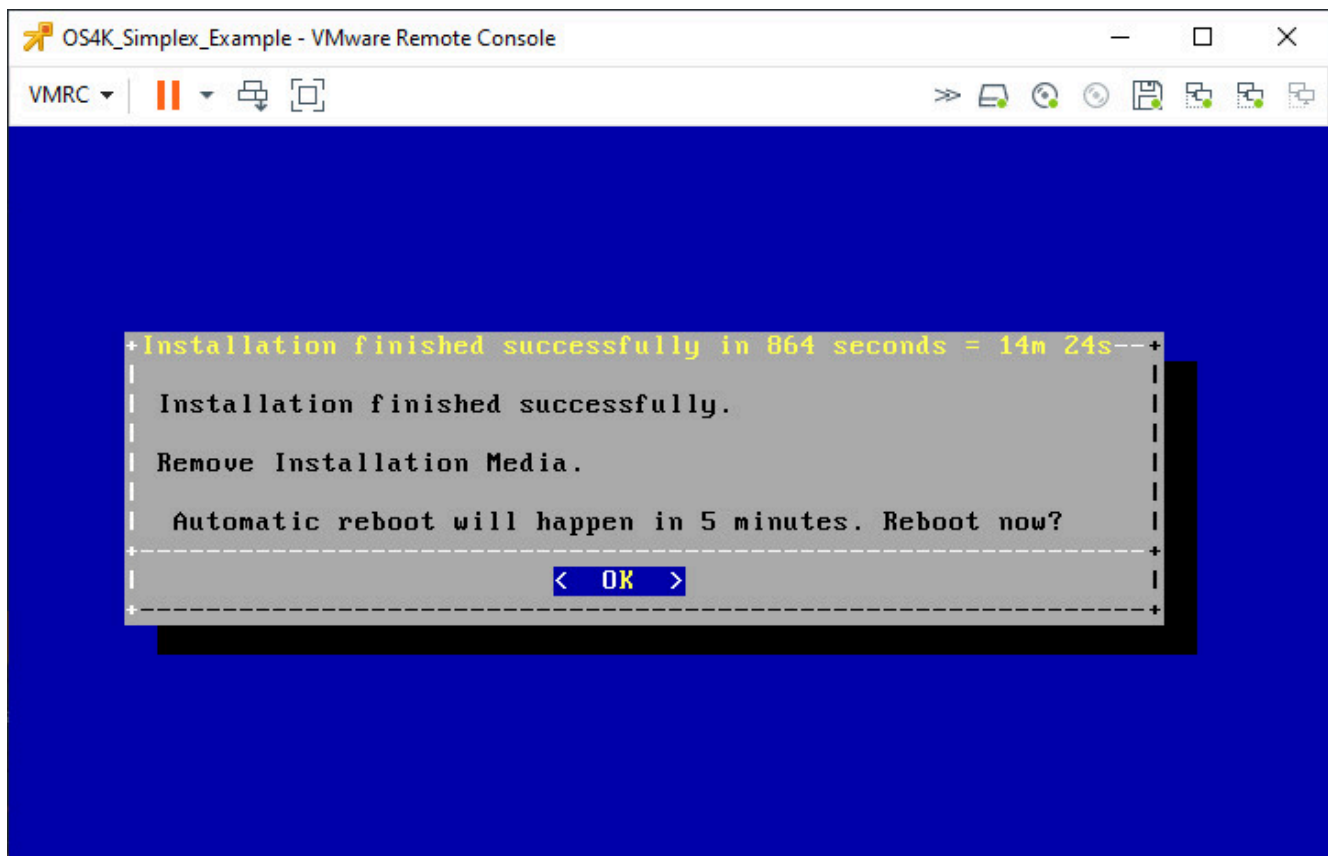 OS4K_Simplex_Example - VMware Remote Console
VMRC
Installation finished successfully in 864 seconds = 14m 24s
Installation finished successfully.
Remove Installation Media.
Automatic reboot will happen in 5 minutes. Reboot now?
< OK >